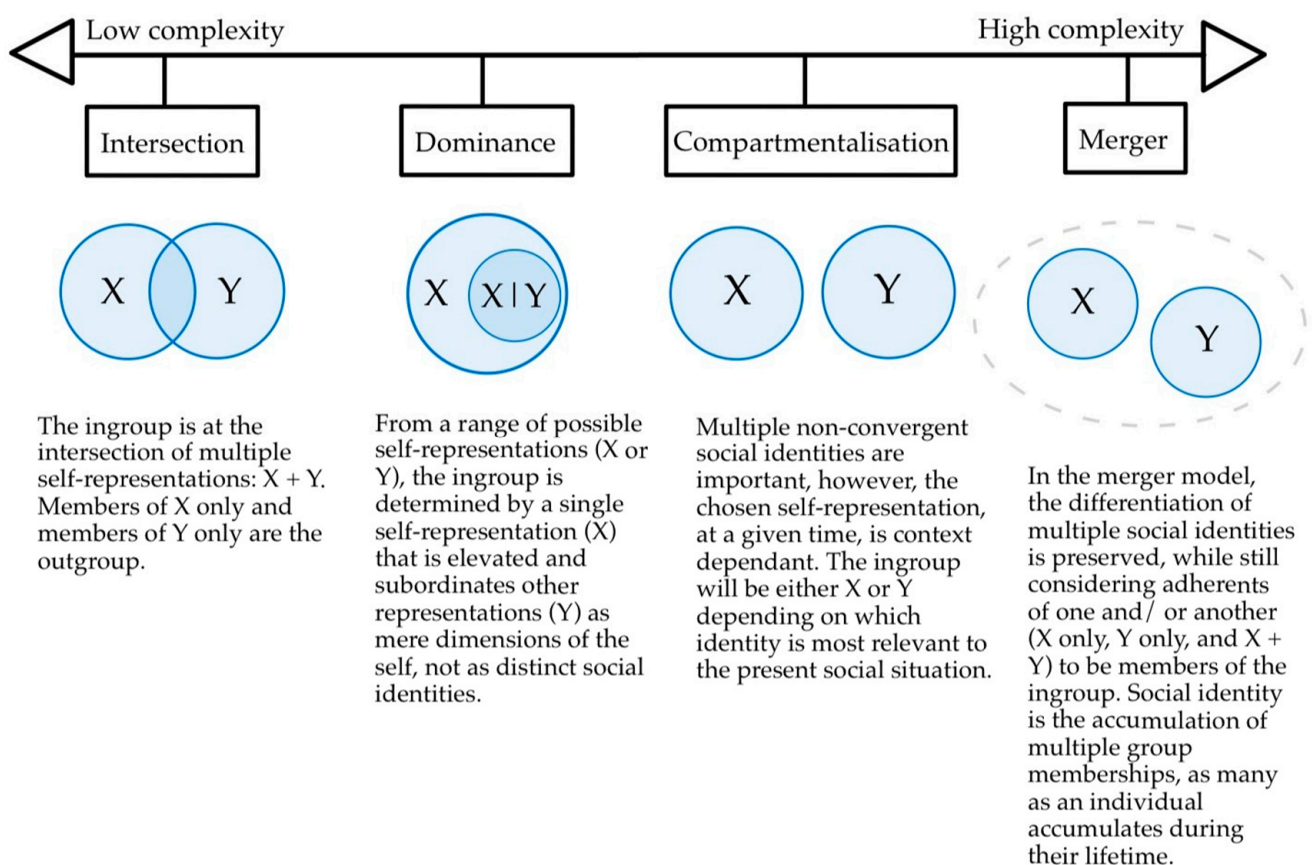 Low complexity
High complexity
Intersection
Dominance
Compartmentalisation
Merger
X
Y
X
X | Y
X
Y
X
Y
The ingroup is at the
intersection of multiple
self-representations: X + Y.
Members of X only and
members of Y only are the
outgroup.
From a range of possible
self-representations (X or
Y), the ingroup is
determined by a single
self-representation (X)
that is elevated and
subordinates other
representations (Y) as
mere dimensions of the
self, not as distinct social
identities.
Multiple non-convergent
social identities are
important, however, the
chosen self-representation,
at a given time, is context
dependant. The ingroup
will be either X or Y
depending on which
identity is most relevant to
the present social situation.
In the merger model,
the differentiation of
multiple social identities
is preserved, while still
considering adherents
of one and/ or another
(X only, Y only, and X +
Y) to be members of the
ingroup. Social identity
is the accumulation of
multiple group
memberships, as many
as an individual
accumulates during
their lifetime.